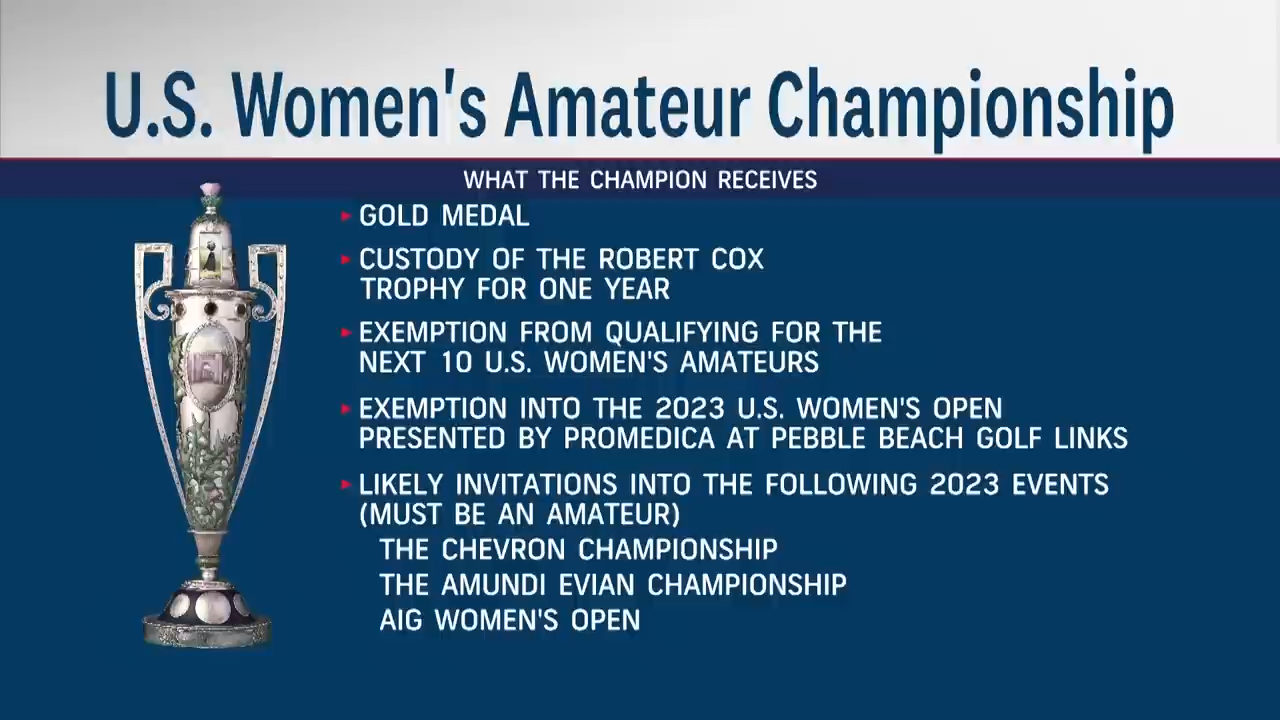 U.S. Women's Amateur Championship
WHAT THE CHAMPION RECEIVES
GOLD MEDAL
CUSTODY OF THE ROBERT COX
TROPHY FOR ONE YEAR
EXEMPTION FROM QUALIFYING FOR THE
NEXT 10 U.S. WOMEN'S AMATEURS
EXEMPTION INTO THE 2023 U.S. WOMEN'S OPEN
PRESENTED BY PROMEDICA AT PEBBLE BEACH GOLF LINKS
LIKELY INVITATIONS INTO THE FOLLOWING 2023 EVENTS
(MUST BE AN AMATEUR)
THE CHEVRON CHAMPIONSHIP
THE AMUNDI EVIAN CHAMPIONSHIP
AIG WOMEN'S OPEN